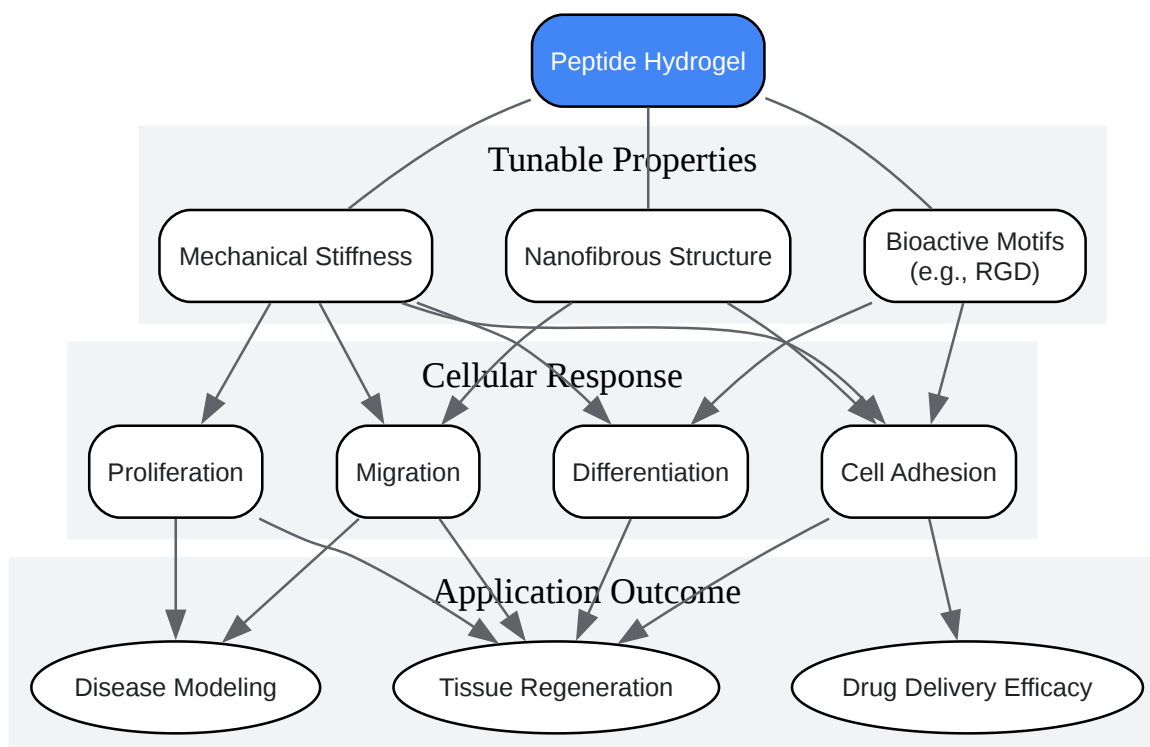 Peptide Hydrogel
Tunable Properties
Mechanical Stiffness
Nanofibrous Structure
Bioactive Motifs
(e.g., RGD)
Cellular Response
Proliferation
Migration
Differentiation
Cell Adhesion
Application Outcome
Disease Modeling
Tissue Regeneration
Drug Delivery Efficacy